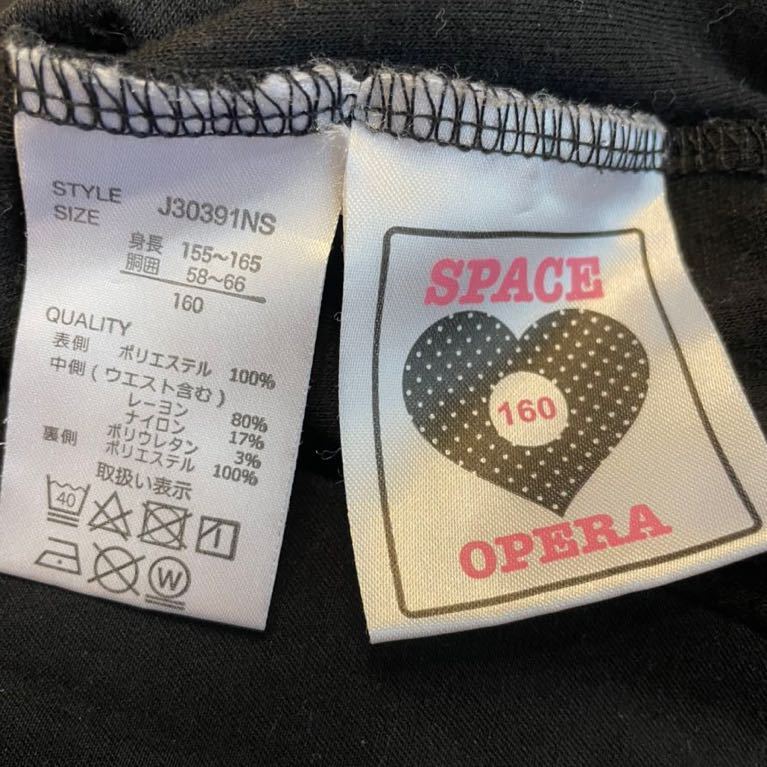 STYLE J30391NS
SIZE
身長 155~165
胴囲 58~66
160
QUALITY
表側 ポリエステル 100%
中側(ウエスト含む)
レーヨン 80%
ナイロン 17%
ポリウレタン 3%
裏側 ポリエステル 100%
取扱い表示
40
W
SPACE
160
OPERA